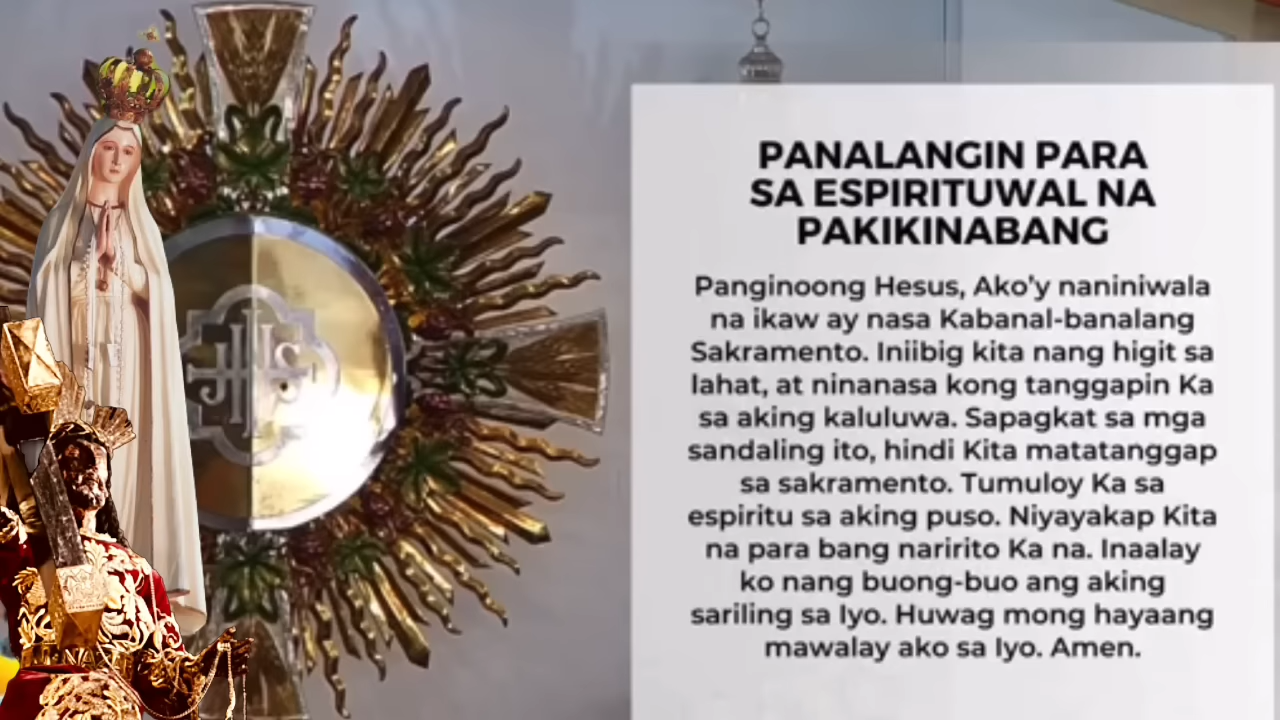 IHS
PANALANGIN PARA
SA ESPIRITUWAL NA
PAKIKINABANG
Panginoong Hesus, Ako'y naniniwala
na ikaw ay nasa Kabanal-banalang
Sakramento. Iniibig kita nang higit sa
lahat, at ninanasa kong tanggapin Ka
sa aking kaluluwa. Sapagkat sa mga
sandaling ito, hindi Kita matatanggap
sa sakramento. Tumuloy Ka sa
espiritu sa aking puso. Niyayakap Kita
na para bang naririto Ka na. Inaalay
ko nang buong-buo ang aking
sariling sa Iyo. Huwag mong hayaang
mawalay ako sa Iyo. Amen.